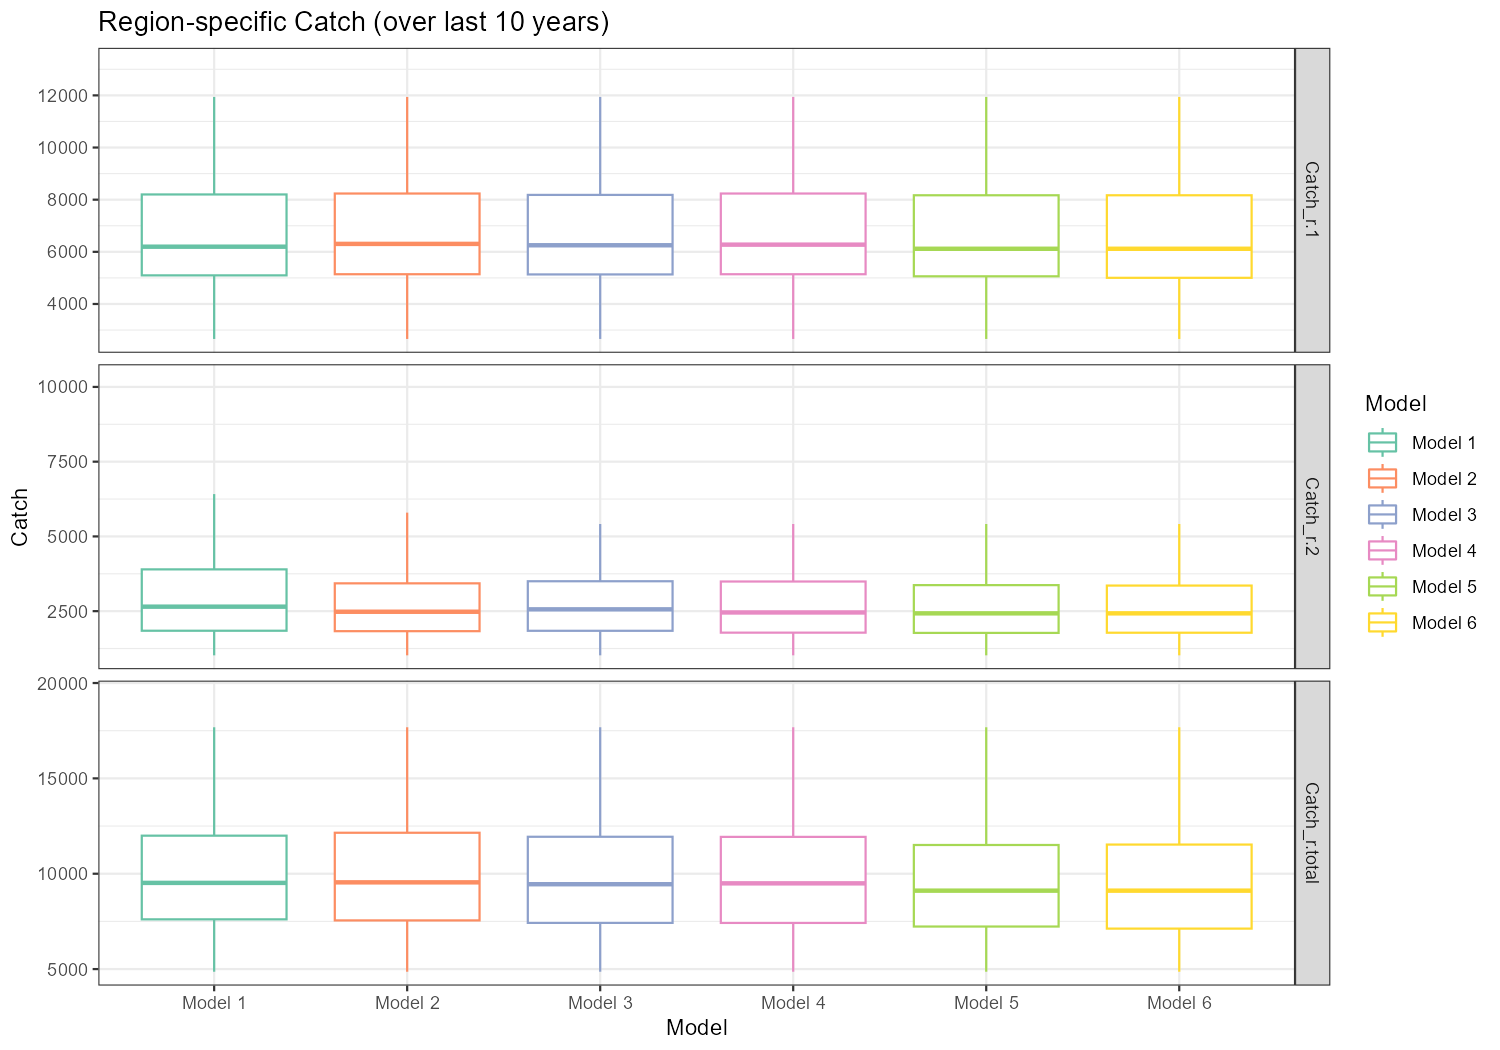 Region-specific Catch (over last 10 years)
12000
10000
8000
6000
4000
Catch_r.1
10000
7500
5000
2500
Catch_r.2
20000
15000
10000
5000
Catch_r.total
Catch
Model 1
Model 2
Model 3
Model 4
Model 5
Model 6
Model
Model
Model 1
Model 2
Model 3
Model 4
Model 5
Model 6